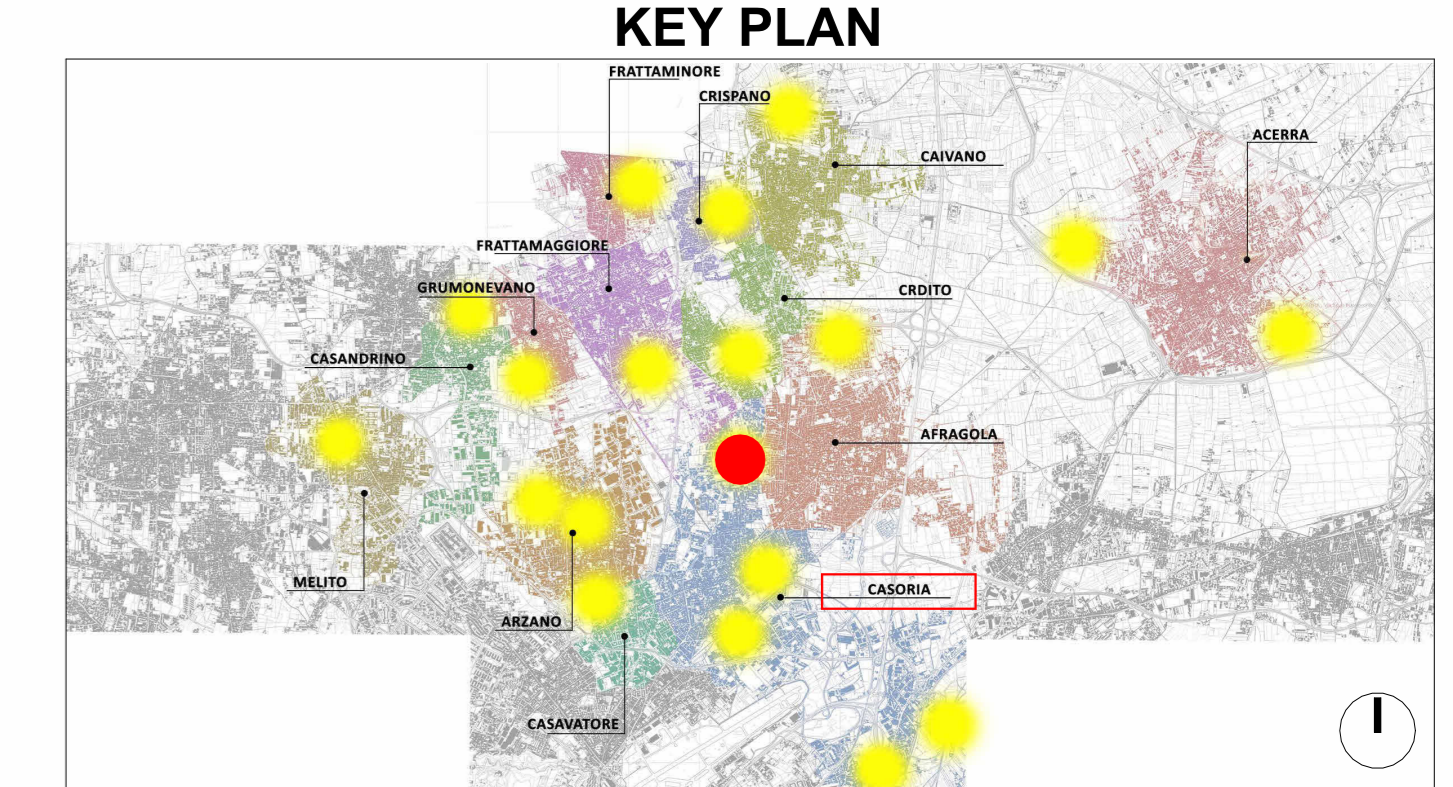 KEY PLAN
FRATTAMINORE
CRISPANO
ACERRA
CAIVANO
FRATTAMAGGIORE
GRUMONEVANO
CRDITO
CASANDRINO
AFRAGOLA
MELITO
CASORIA
ARZANO
CASAVATORE
I